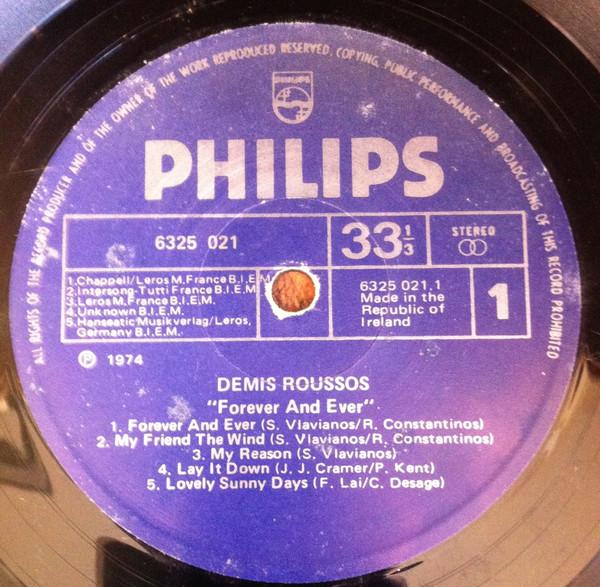 ALL RIGHTS OF THE RECORD PRODUCER AND OF THE OWNER OF THE WORK REPRODUCED RESERVED. COPYING, PUBLIC PERFORMANCE AND BROADCASTING OF THIS RECORD PROHIBITED
PHILIPS
PHILIPS
6325 021
33 1/3
STEREO
1.Chappell/Leros M.France B.I.E.M.
2.Intersong-Tutti France B.I.E.M.
3.Leros M.France B.I.E.M.
4.Unknown B.I.E.M.
5.Hanseatic Musikverlag/Leros,
Germany B.I.E.M.
6325 021.1
Made in the
Republic of
Ireland
1
Ⓟ 1974
DEMIS ROUSSOS
"Forever And Ever"
1. Forever And Ever (S. Vlavianos/R. Constantinos)
2. My Friend The Wind (S. Vlavianos/R. Constantinos)
3. My Reason (S. Vlavianos)
4. Lay It Down (J. J. Cramer/P. Kent)
5. Lovely Sunny Days (F. Lai/C. Desage)